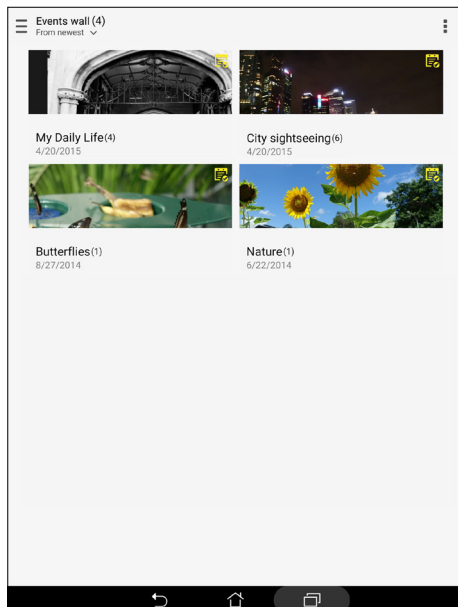 Events wall (4)
From newest
My Daily Life(4)
4/20/2015
City sightseeing(6)
4/20/2015
Butterflies(1)
8/27/2014
Nature(1)
6/22/2014